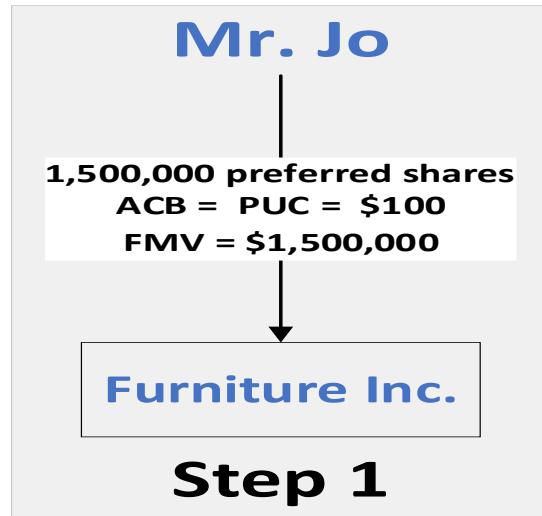 Mr. Jo
1,500,000 preferred shares
ACB = PUC = $100
FMV = $1,500,000
Furniture Inc.
Step 1